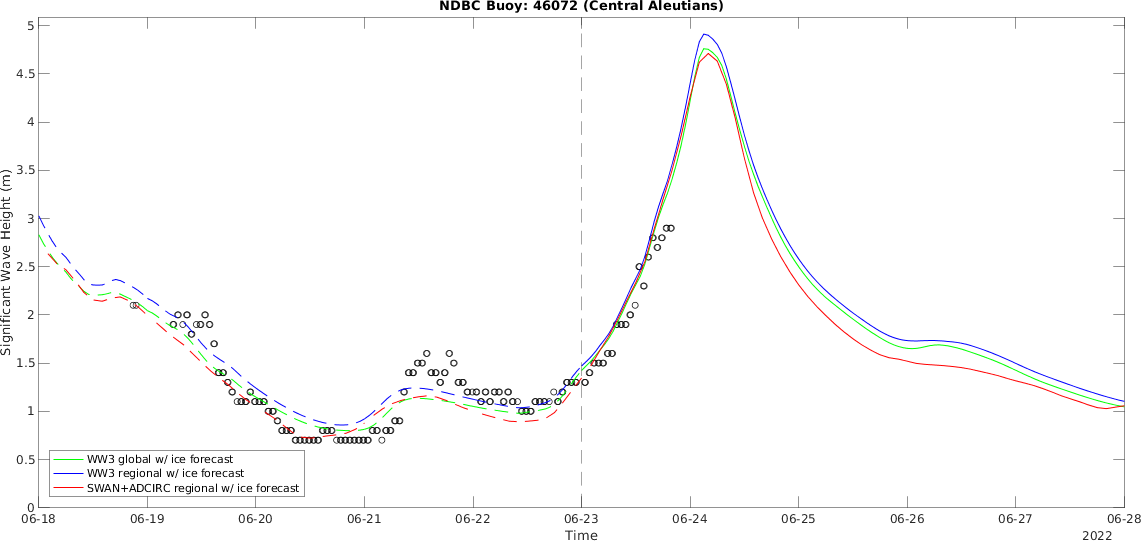 NDBC Buoy: 46072 (Central Aleutians)
5
4.5
4
3.5
3
2.5
2
1.5
1
0.5
0
Significant Wave Height (m)
WW3 global w/ ice forecast
WW3 regional w/ ice forecast
SWAN+ADCIRC regional w/ ice forecast
06-18 06-19 06-20 06-21 06-22 06-23 06-24 06-25 06-26 06-27 06-28
Time
2022